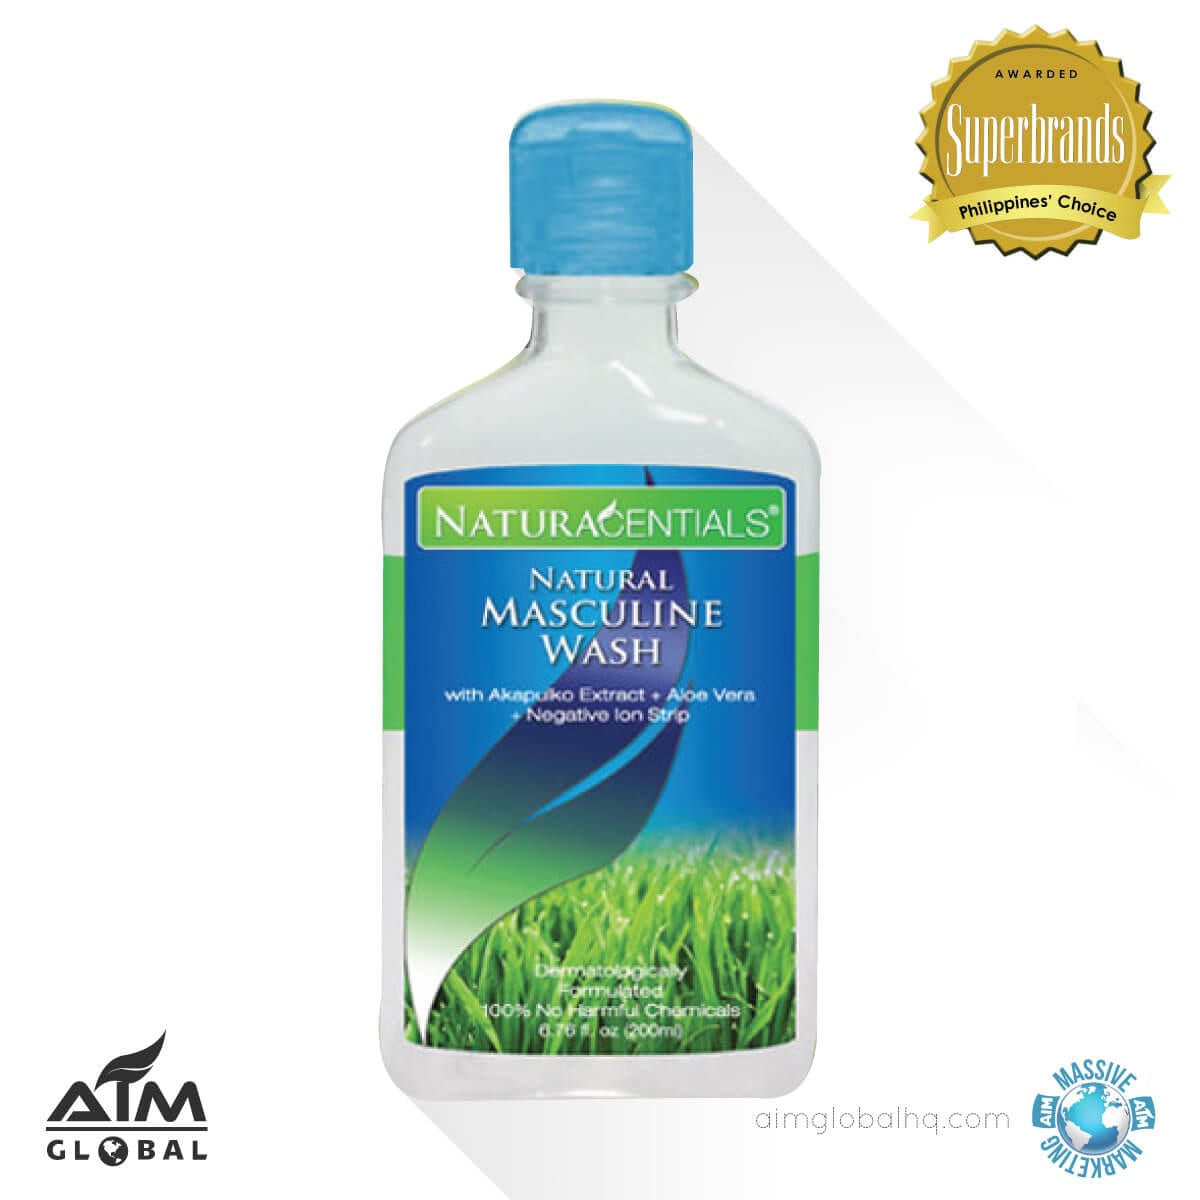 AWARDED
Superbrands
Philippines' Choice
NATURACENTIALS®
NATURAL
MASCULINE
WASH
with Akapulko Extract + Aloe Vera
+ Negative Ion Strip
Dermatologically
Formulated
100% No Harmful Chemicals
6.76 fl. oz (200ml)
AIM
GLOBAL
aimglobalhq.com
MASSIVE
AIM
AIM
MARKETING